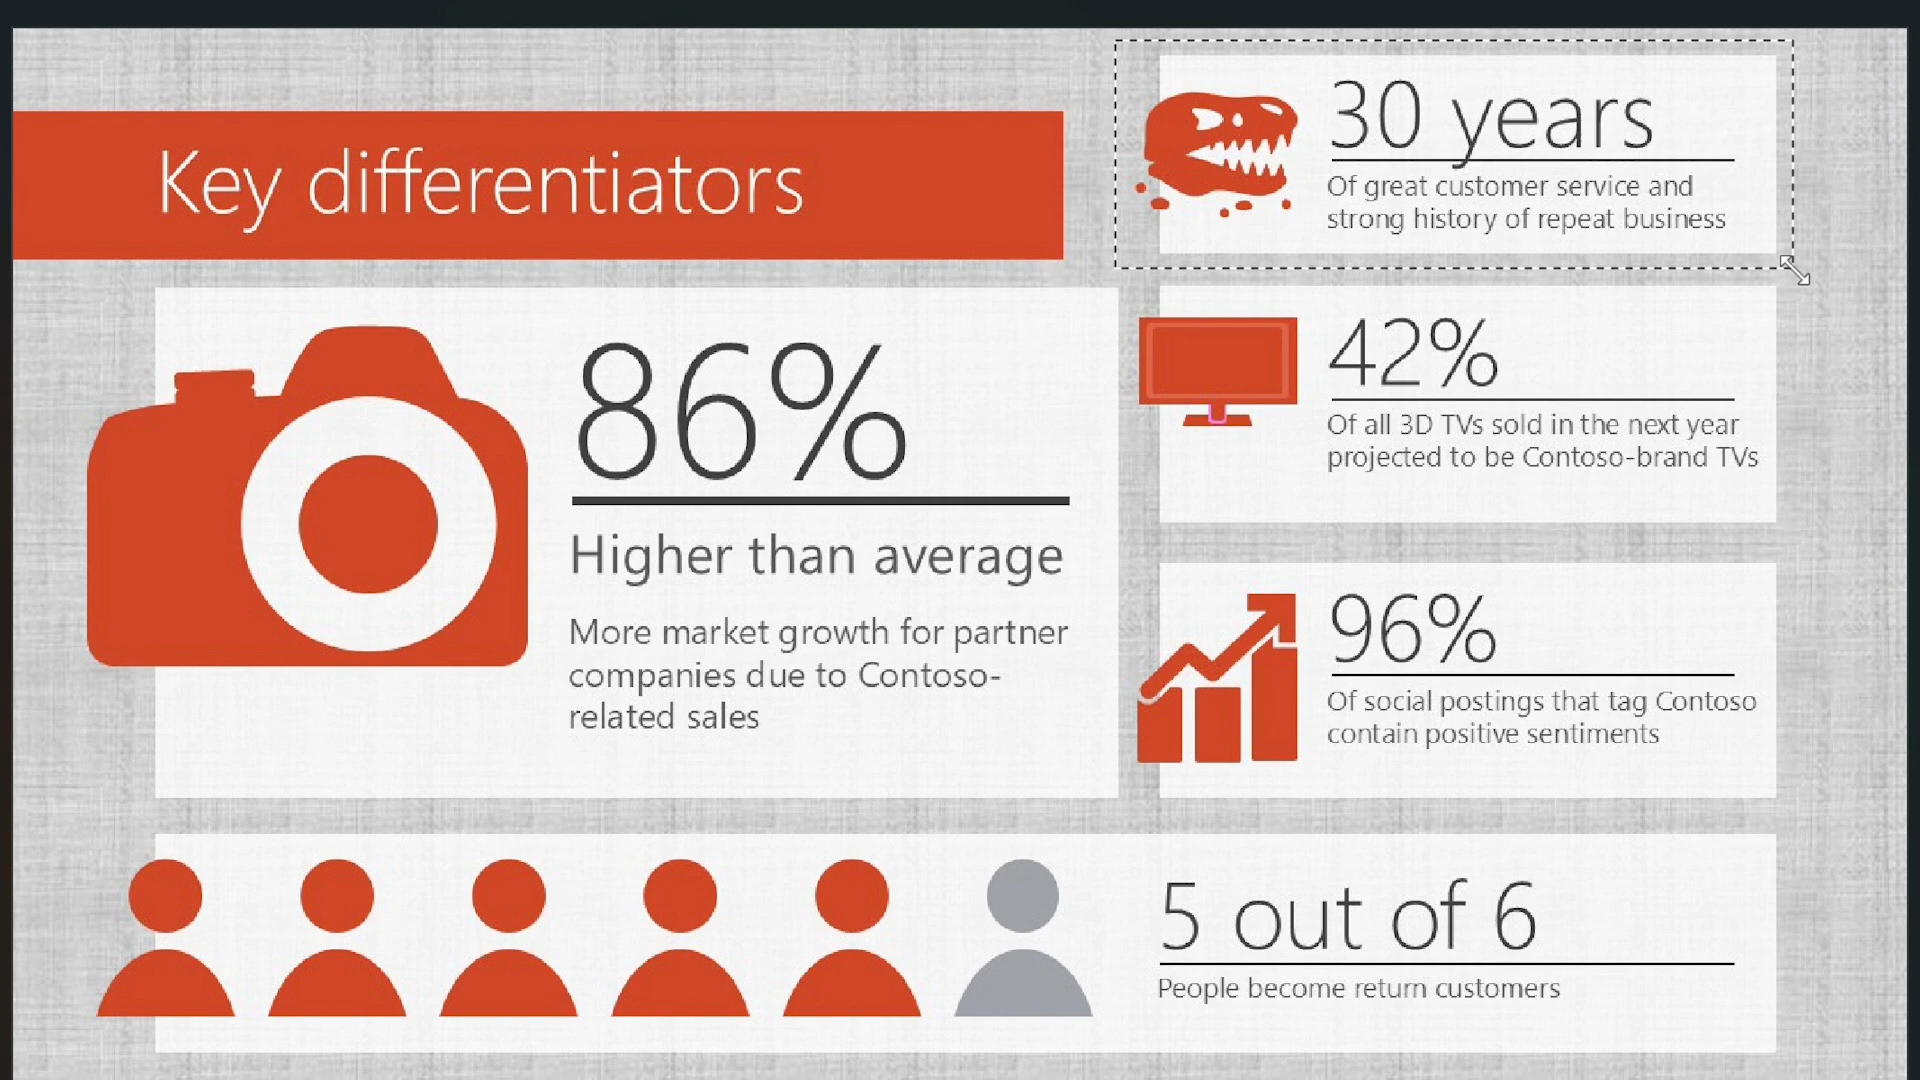 Key differentiators
30 years
Of great customer service and
strong history of repeat business
86%
Higher than average
More market growth for partner
companies due to Contoso-
related sales
42%
Of all 3D TVs sold in the next year
projected to be Contoso-brand TVs
96%
Of social postings that tag Contoso
contain positive sentiments
5 out of 6
People become return customers